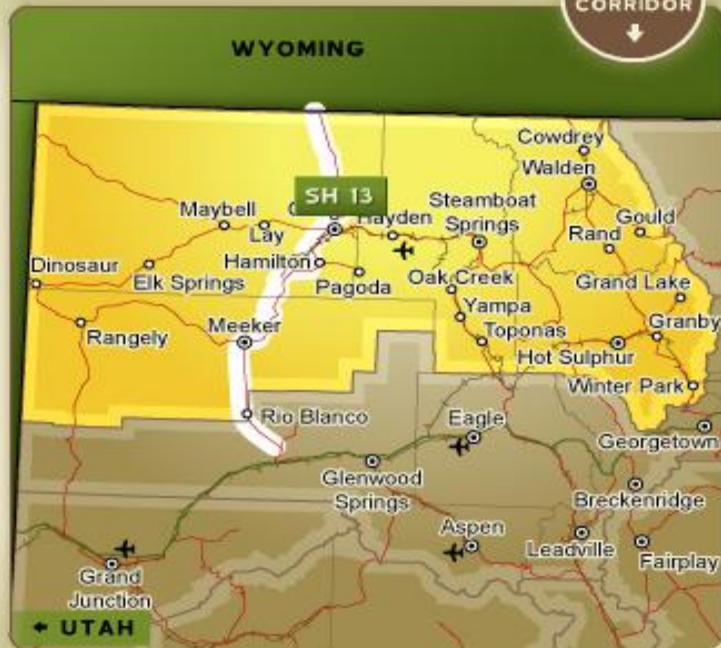 CORRIDOR
WYOMING
Cowdrey
Walden
SH 13
Steamboat
Springs
Maybell
Hayden
Gould
Lay
Rand
Dinosaur
Hamilton
Elk Springs
Pagoda
Oak Creek
Grand Lake
Yampa
Rangely
Meeker
Toponas
Granby
Hot Sulphur
Winter Park
Rio Blanco
Eagle
Georgetown
Glenwood
Springs
Breckenridge
Aspen
Leadville
Fairplay
Grand
Junction
← UTAH